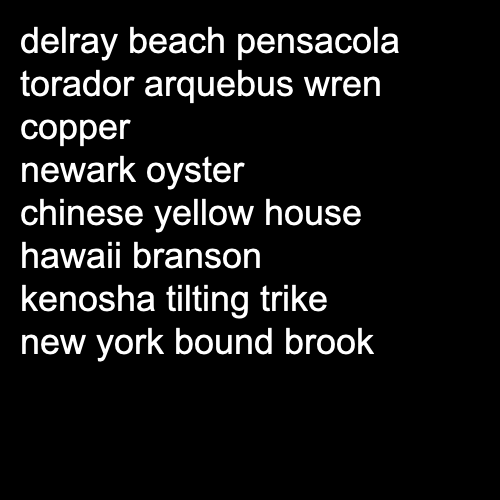 delray beach pensacola
torador arquebus wren
copper
newark oyster
chinese yellow house
hawaii branson
kenosha tilting trike
new york bound brook